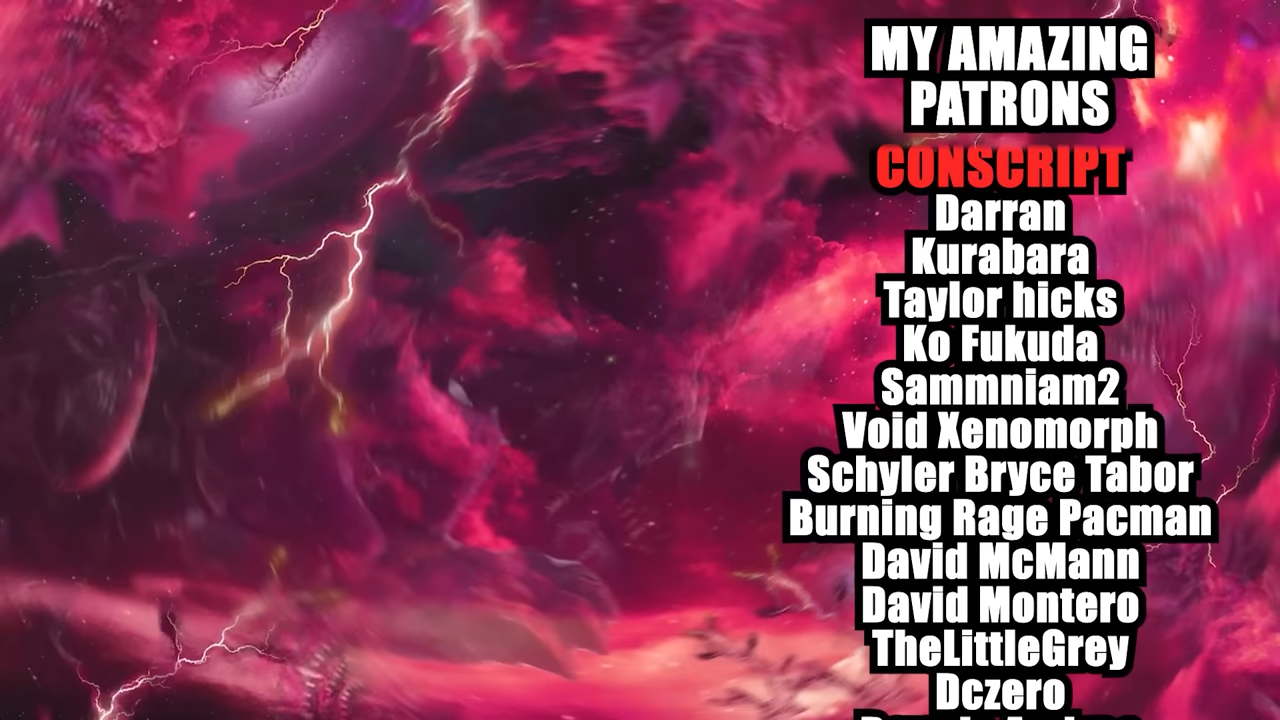 MY AMAZING
PATRONS
CONSCRIPT
Darran
Kurabara
Taylor hicks
Ko Fukuda
Sammniam2
Void Xenomorph
Schyler Bryce Tabor
Burning Rage Pacman
David McMann
David Montero
TheLittleGrey
Dczero